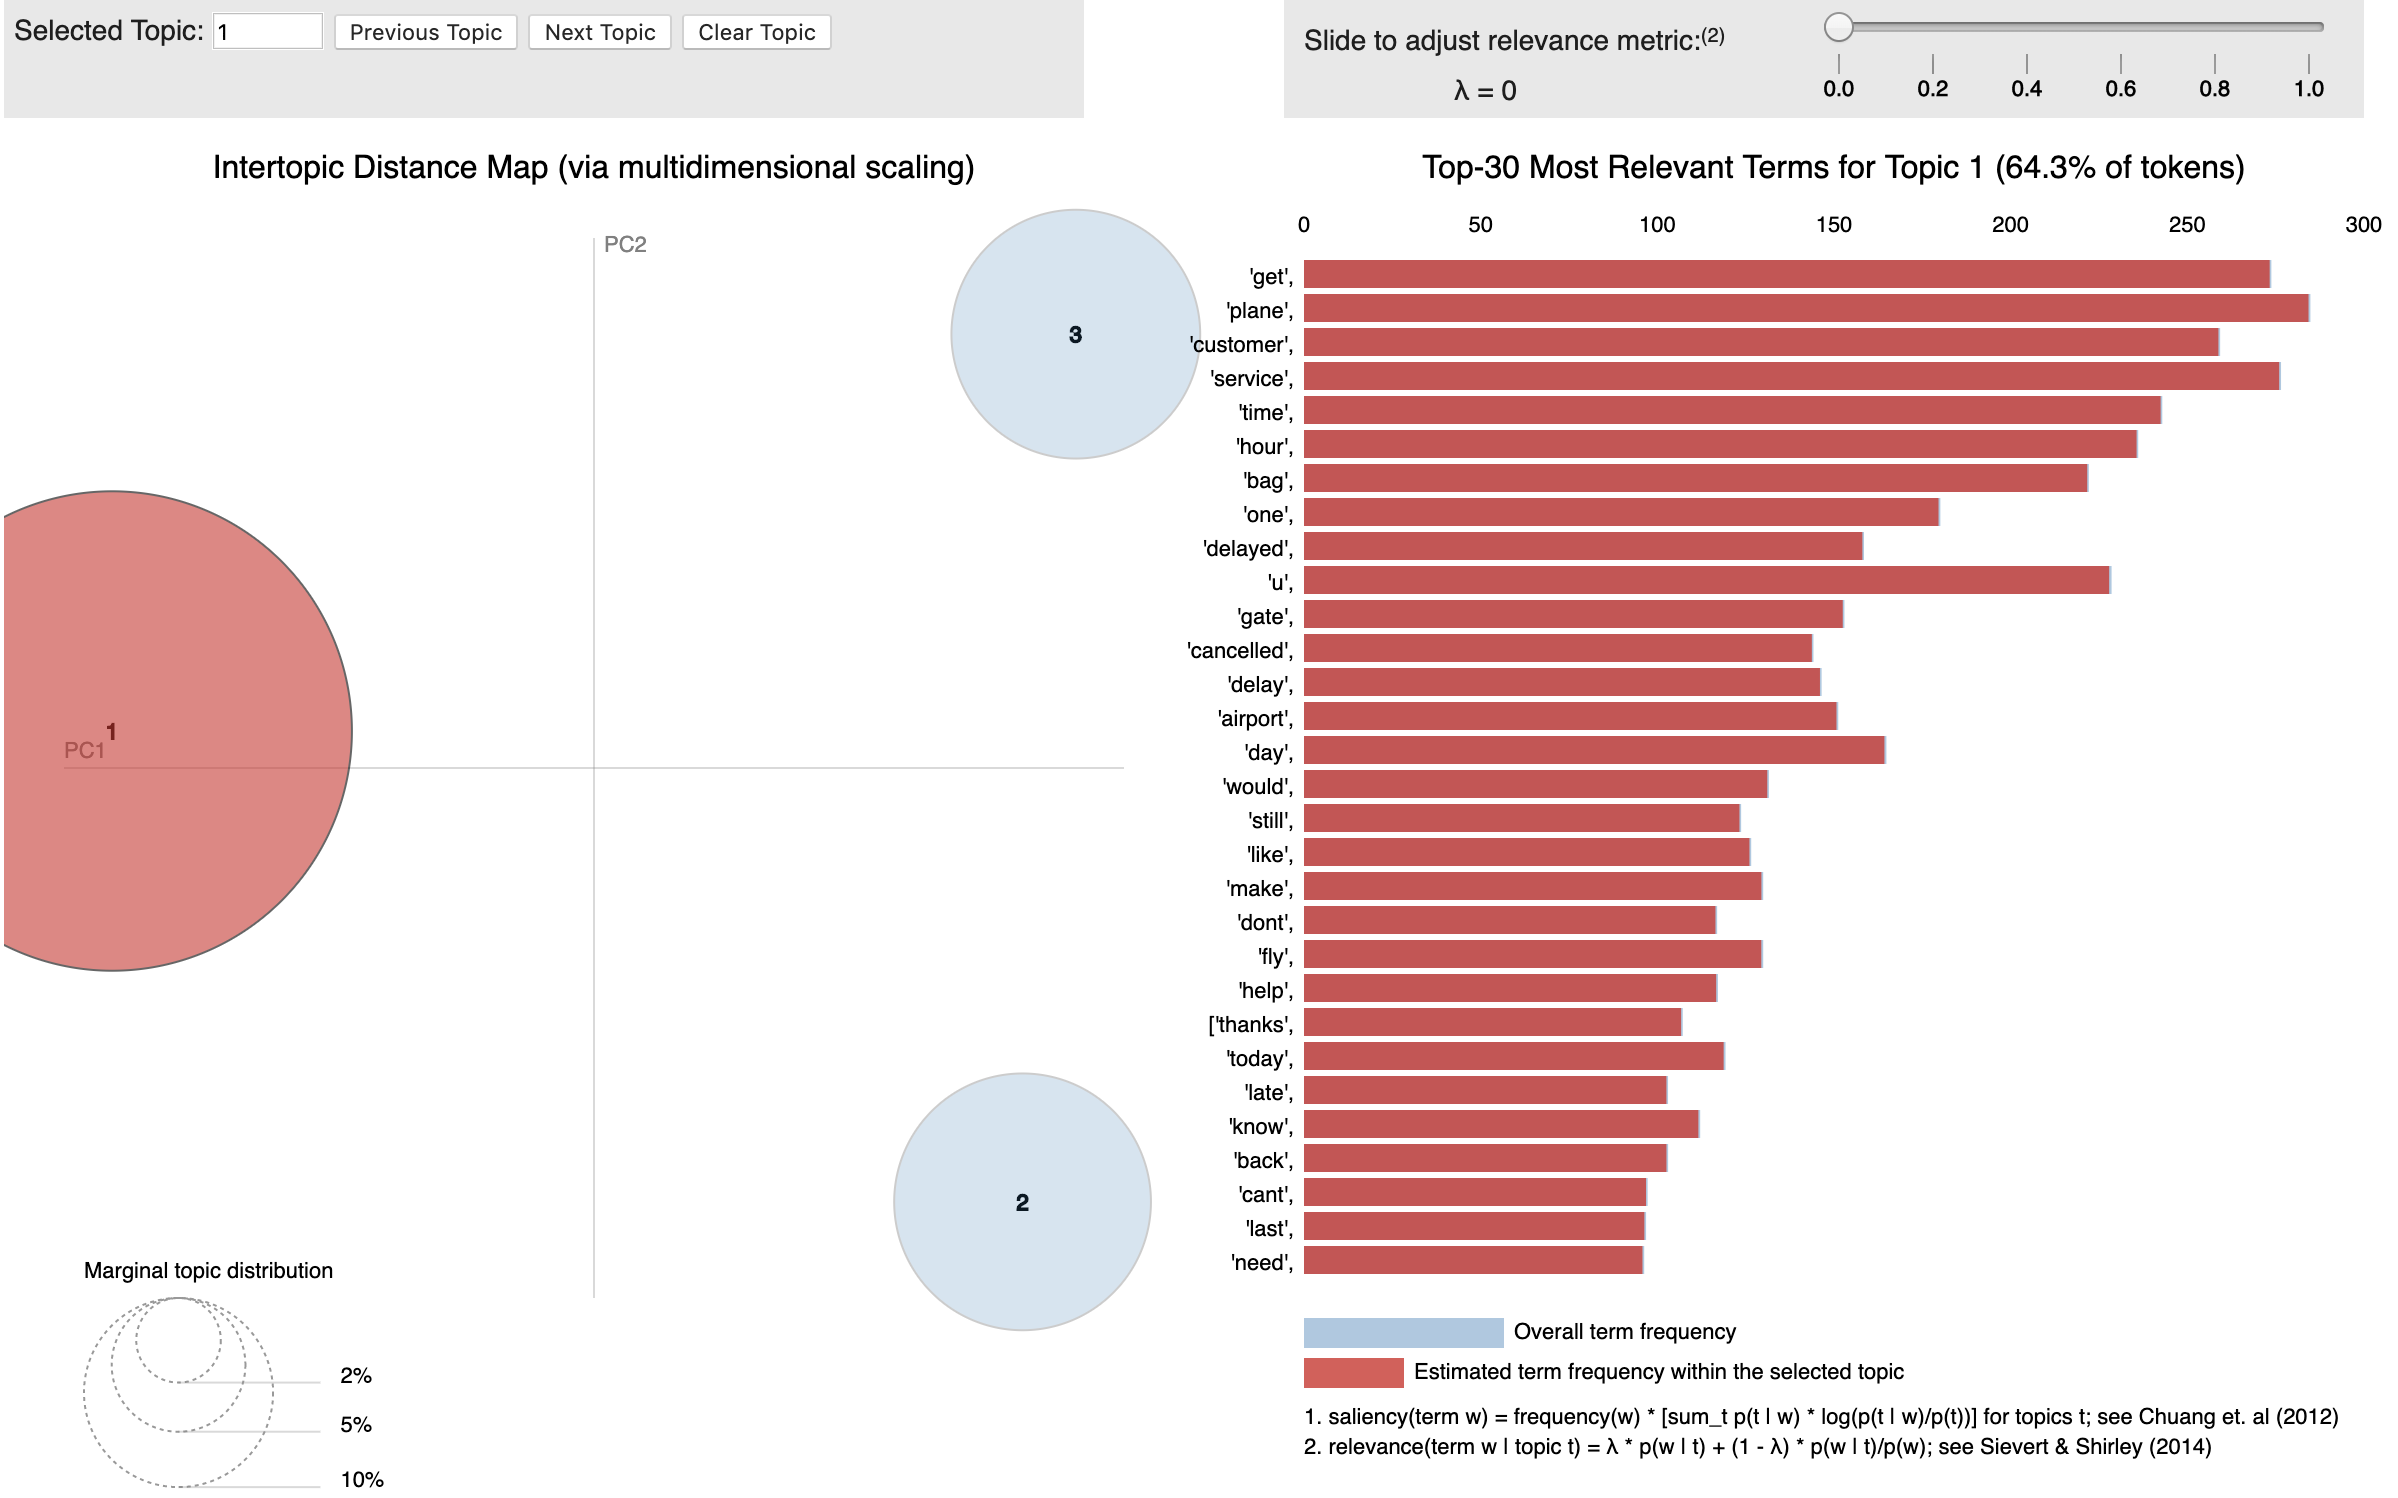 Selected Topic: 1 Previous Topic Next Topic Clear Topic
Slide to adjust relevance metric:(2)
λ = 0
0.0 0.2 0.4 0.6 0.8 1.0
Intertopic Distance Map (via multidimensional scaling)
PC2
3
1
PC1
2
Marginal topic distribution
2%
5%
10%
Top-30 Most Relevant Terms for Topic 1 (64.3% of tokens)
0 50 100 150 200 250 300
'get',
'plane',
'customer',
'service',
'time',
'hour',
'bag',
'one',
'delayed',
'u',
'gate',
'cancelled',
'delay',
'airport',
'day',
'would',
'still',
'like',
'make',
'dont',
'fly',
'help',
['thanks',
'today',
'late',
'know',
'back',
'cant',
'last',
'need',
Overall term frequency
Estimated term frequency within the selected topic
1. saliency(term w) = frequency(w) * [sum_t p(t | w) * log(p(t | w)/p(t))] for topics t; see Chuang et. al (2012)
2. relevance(term w | topic t) = λ * p(w | t) + (1 - λ) * p(w | t)/p(w); see Sievert & Shirley (2014)